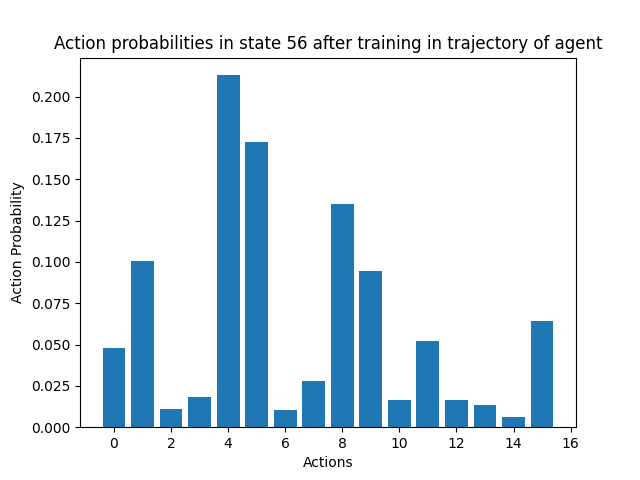 Action probabilities in state 56 after training in trajectory of agent
0.200
0.175
0.150
0.125
0.100
0.075
0.050
0.025
0.000
Action Probability
0 2 4 6 8 10 12 14 16
Actions